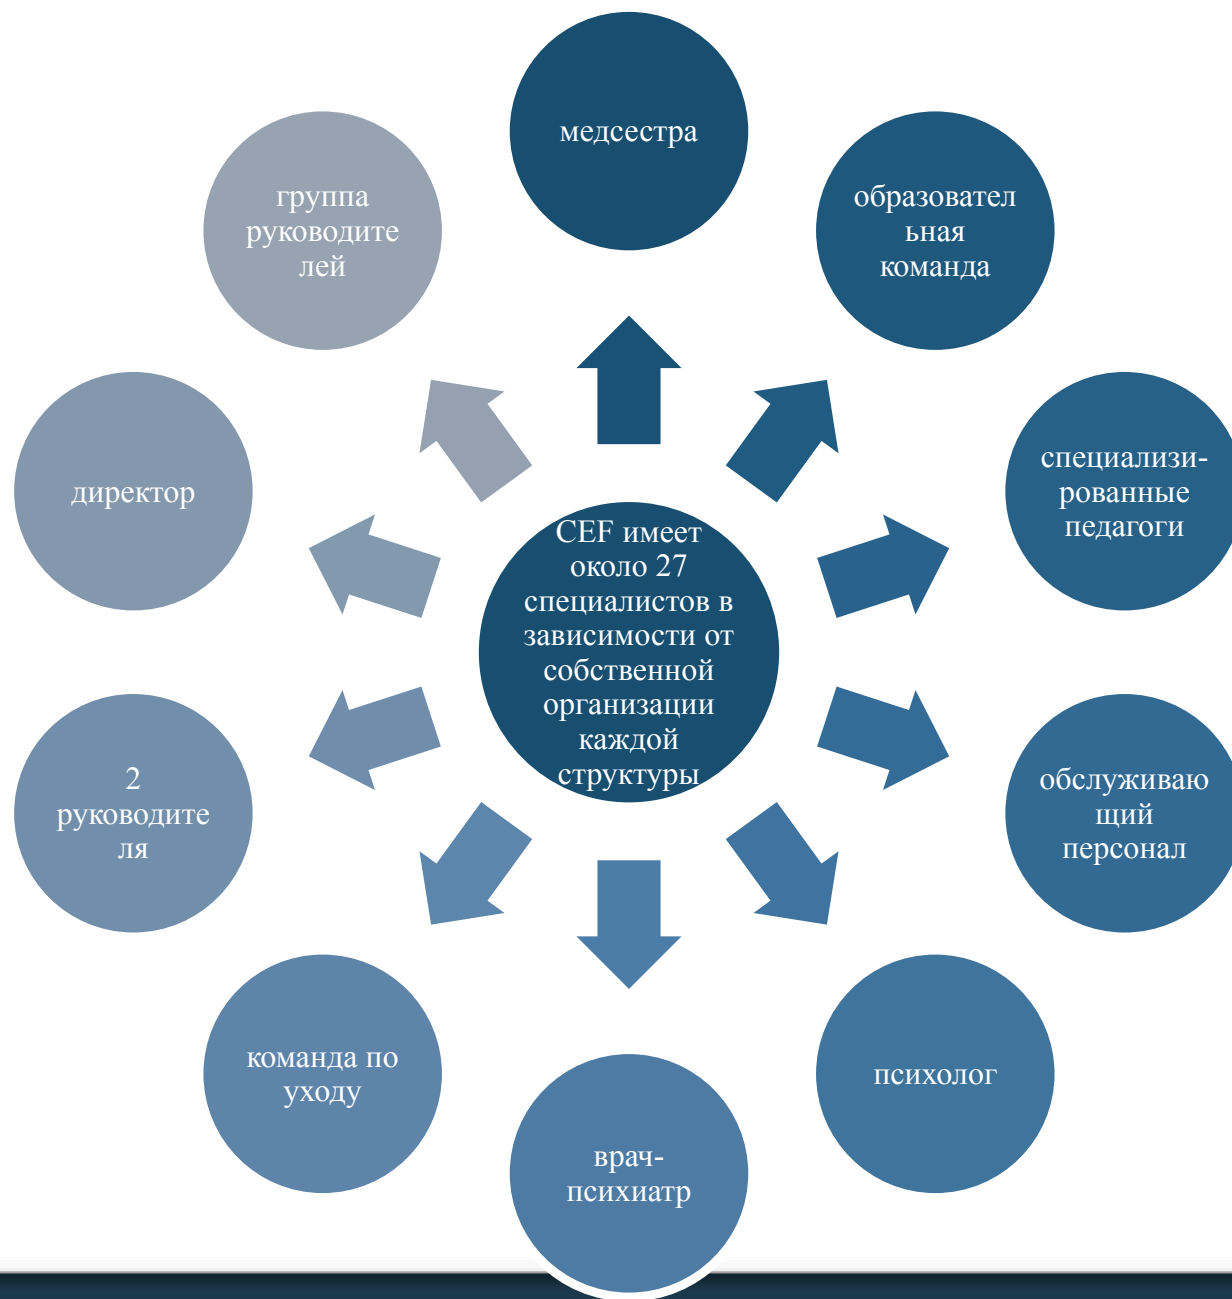 медсестра
образовател
ьная
команда
специализи-
рованные
педагоги
обслуживаю
щий
персонал
психолог
врач-
психиатр
команда по
уходу
2
руководите
ля
директор
группа
руководите
лей
CEF имеет
около 27
специалистов в
зависимости от
собственной
организации
каждой
структуры